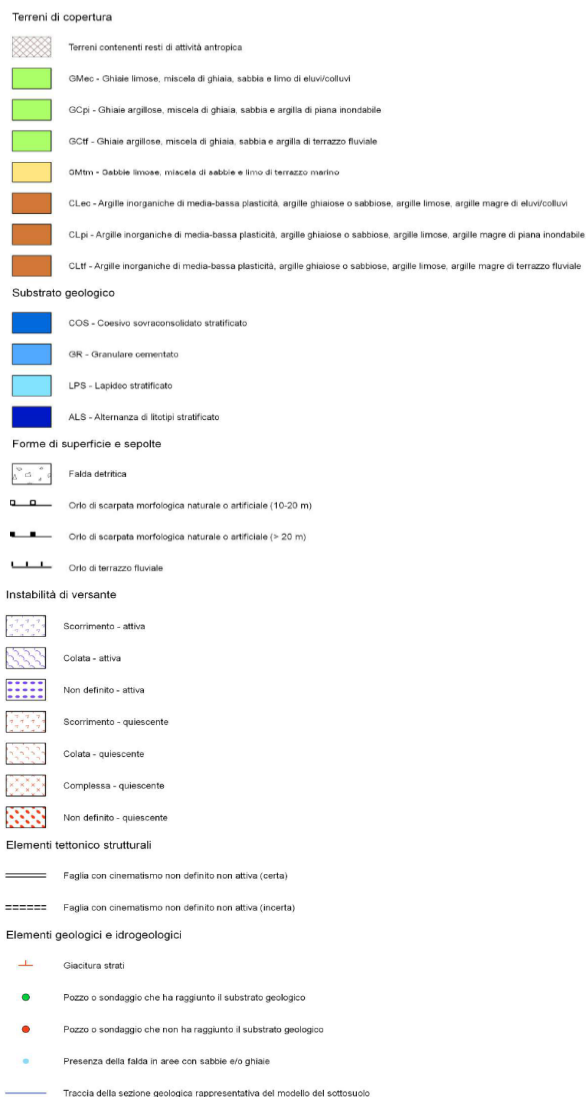 Terreni di copertura
Terreni contenenti resti di attività antropica
GMec - Ghiaie limose, miscela di ghiaia, sabbia e limo di eluvi/colluvi
GCpi - Ghiaie argillose, miscela di ghiaia, sabbia e argilla di piana inondabile
GCtf - Ghiaie argillose, miscela di ghiaia, sabbia e argilla di terrazzo fluviale
SMtm - Sabbie limose, miscela di sabbie e limo di terrazzo marino
CLec - Argille inorganiche di media-bassa plasticità, argille ghiaiose o sabbiose, argille limose, argille magre di eluvi/colluvi
CLpi - Argille inorganiche di media-bassa plasticità, argille ghiaiose o sabbiose, argille limose, argille magre di piana inondabile
CLtf - Argille inorganiche di media-bassa plasticità, argille ghiaiose o sabbiose, argille limose, argille magre di terrazzo fluviale
Substrato geologico
COS - Coesivo sovraconsolidato stratificato
GR - Granulare cementato
LPS - Lapideo stratificato
ALS - Alternanza di litotipi stratificato
Forme di superficie e sepolte
Falda detritica
Orlo di scarpata morfologica naturale o artificiale (10-20 m)
Orlo di scarpata morfologica naturale o artificiale (> 20 m)
Orlo di terrazzo fluviale
Instabilità di versante
Scorrimento - attiva
Colata - attiva
Non definito - attiva
Scorrimento - quiescente
Colata - quiescente
Complessa - quiescente
Non definito - quiescente
Elementi tettonico strutturali
Faglia con cinematismo non definito non attiva (certa)
Faglia con cinematismo non definito non attiva (incerta)
Elementi geologici e idrogeologici
Giacitura strati
Pozzo o sondaggio che ha raggiunto il substrato geologico
Pozzo o sondaggio che non ha raggiunto il substrato geologico
Presenza della falda in aree con sabbie e/o ghiaie
Traccia della sezione geologica rappresentativa del modello del sottosuolo